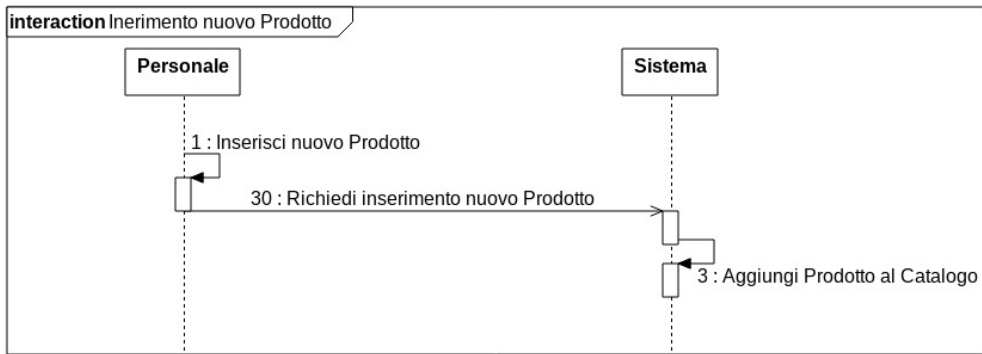 interaction Inerimento nuovo Prodotto
Personale
Sistema
1 : Inserisci nuovo Prodotto
30 : Richiedi inserimento nuovo Prodotto
3 : Aggiungi Prodotto al Catalogo